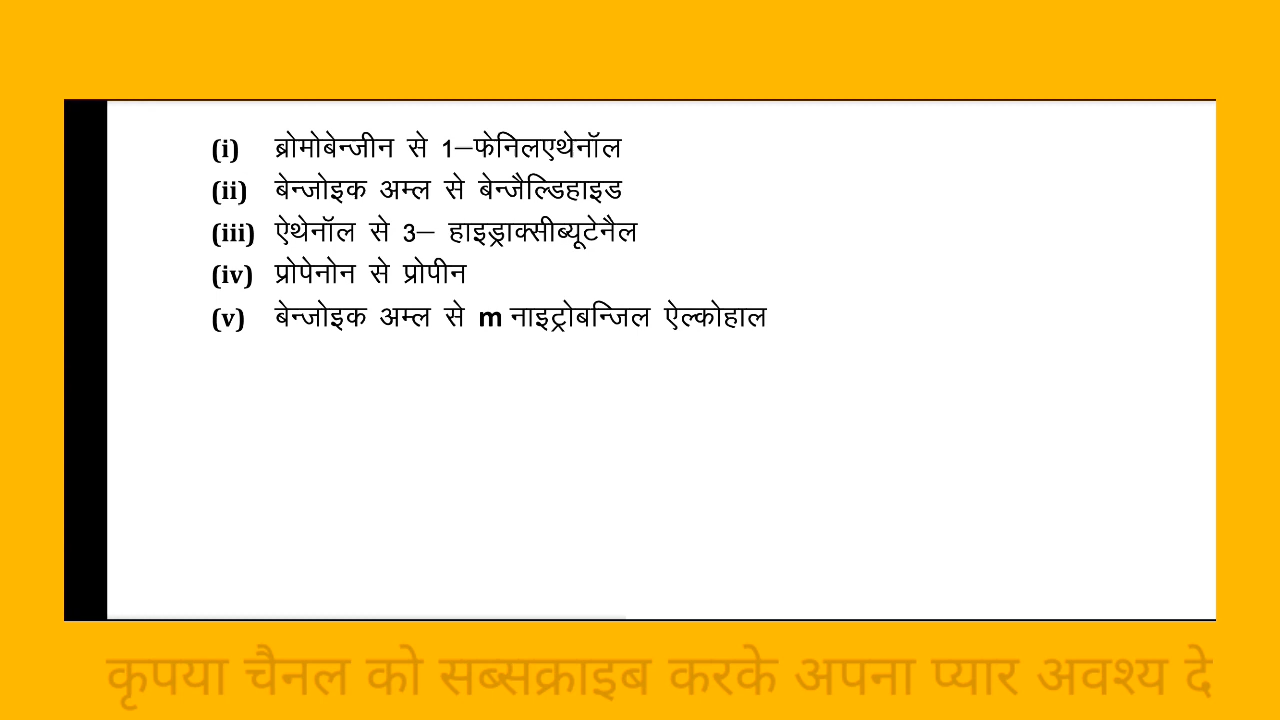 (i) ब्रोमोबेन्जीन से 1–फेनिलएथेनॉल
(ii) बेन्जोइक अम्ल से बेन्जैल्डिहाइड
(iii) ऐथेनॉल से 3– हाइड्राक्सीब्यूटेनैल
(iv) प्रोपेनोन से प्रोपीन
(v) बेन्जोइक अम्ल से m नाइट्रोबन्जिल ऐल्कोहाल
कृपया चैनल को सब्सक्राइब करके अपना प्यार अवश्य दे